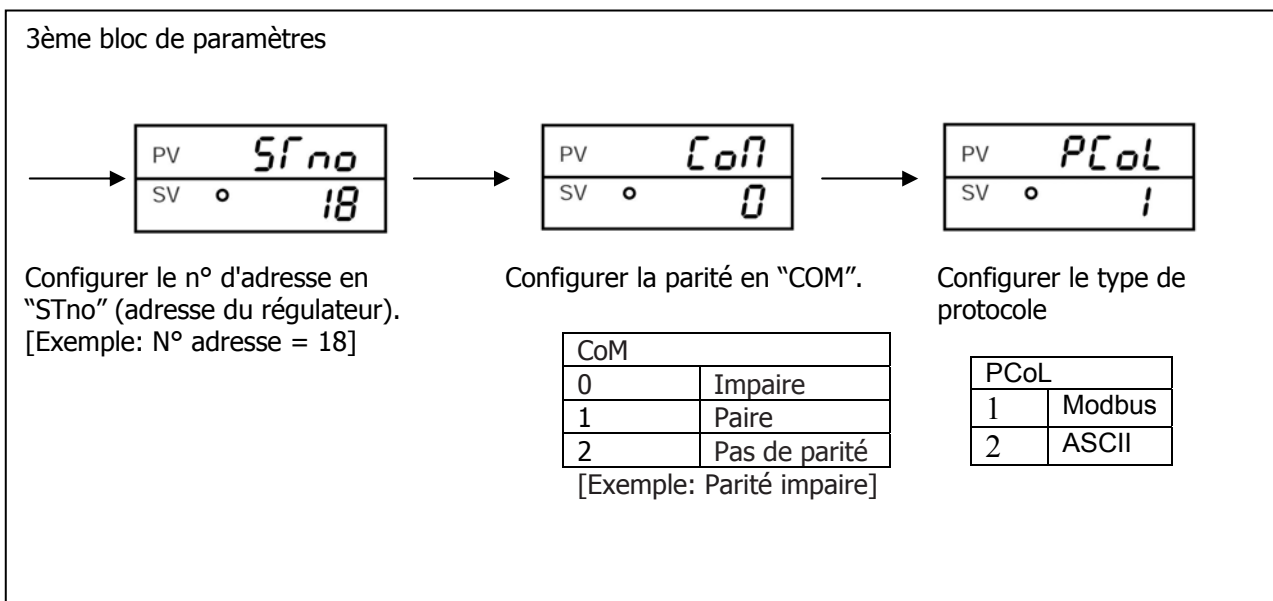 3ème bloc de paramètres
PV STno
SV 18
PV CoM
SV 0
PV PCoL
SV 1
Configurer le n° d'adresse en
“STno” (adresse du régulateur).
[Exemple: N° adresse = 18]
Configurer la parité en “COM”.
CoM
0 Impaire
1 Paire
2 Pas de parité
[Exemple: Parité impaire]
Configurer le type de
protocole
PCoL
1 Modbus
2 ASCII